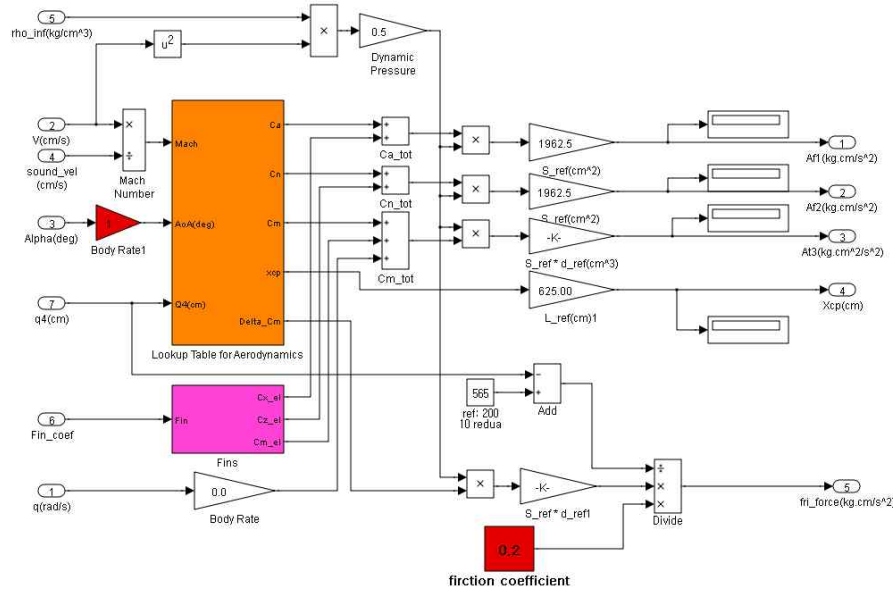 5
rho_inf(kg/cm^3)
u²
×
0.5
Dynamic
Pressure
2
V(cm/s)
4
sound_vel
(cm/s)
×
÷
Mach
Number
3
Alpha(deg)
1
Body Rate1
7
q4(cm)
Mach
AoA(deg)
Q4(cm)
Ca
Cn
Cm
xcp
Delta_Cm
Lookup Table for Aerodynamics
6
Fin_coef
Fin
Cx_el
Cz_el
Cm_el
Fins
1
q(rad/s)
0.0
Body Rate
+
+
Ca_tot
+
+
Cn_tot
+
+
+
Cm_tot
×
×
×
1962.5
S_ref(cm^2)
1962.5
S_ref(cm^2)
-K-
S_ref * d_ref(cm^3)
625.00
L_ref(cm)1
1
Af1(kg.cm/s^2)
2
Af2(kg.cm/s^2)
3
At3(kg.cm^2/s^2)
4
Xcp(cm)
565
ref: 200
10 redua
−
+
Add
×
-K-
S_ref * d_ref1
÷
×
×
Divide
5
fri_force(kg.cm/s^2)
0.2
firction coefficient